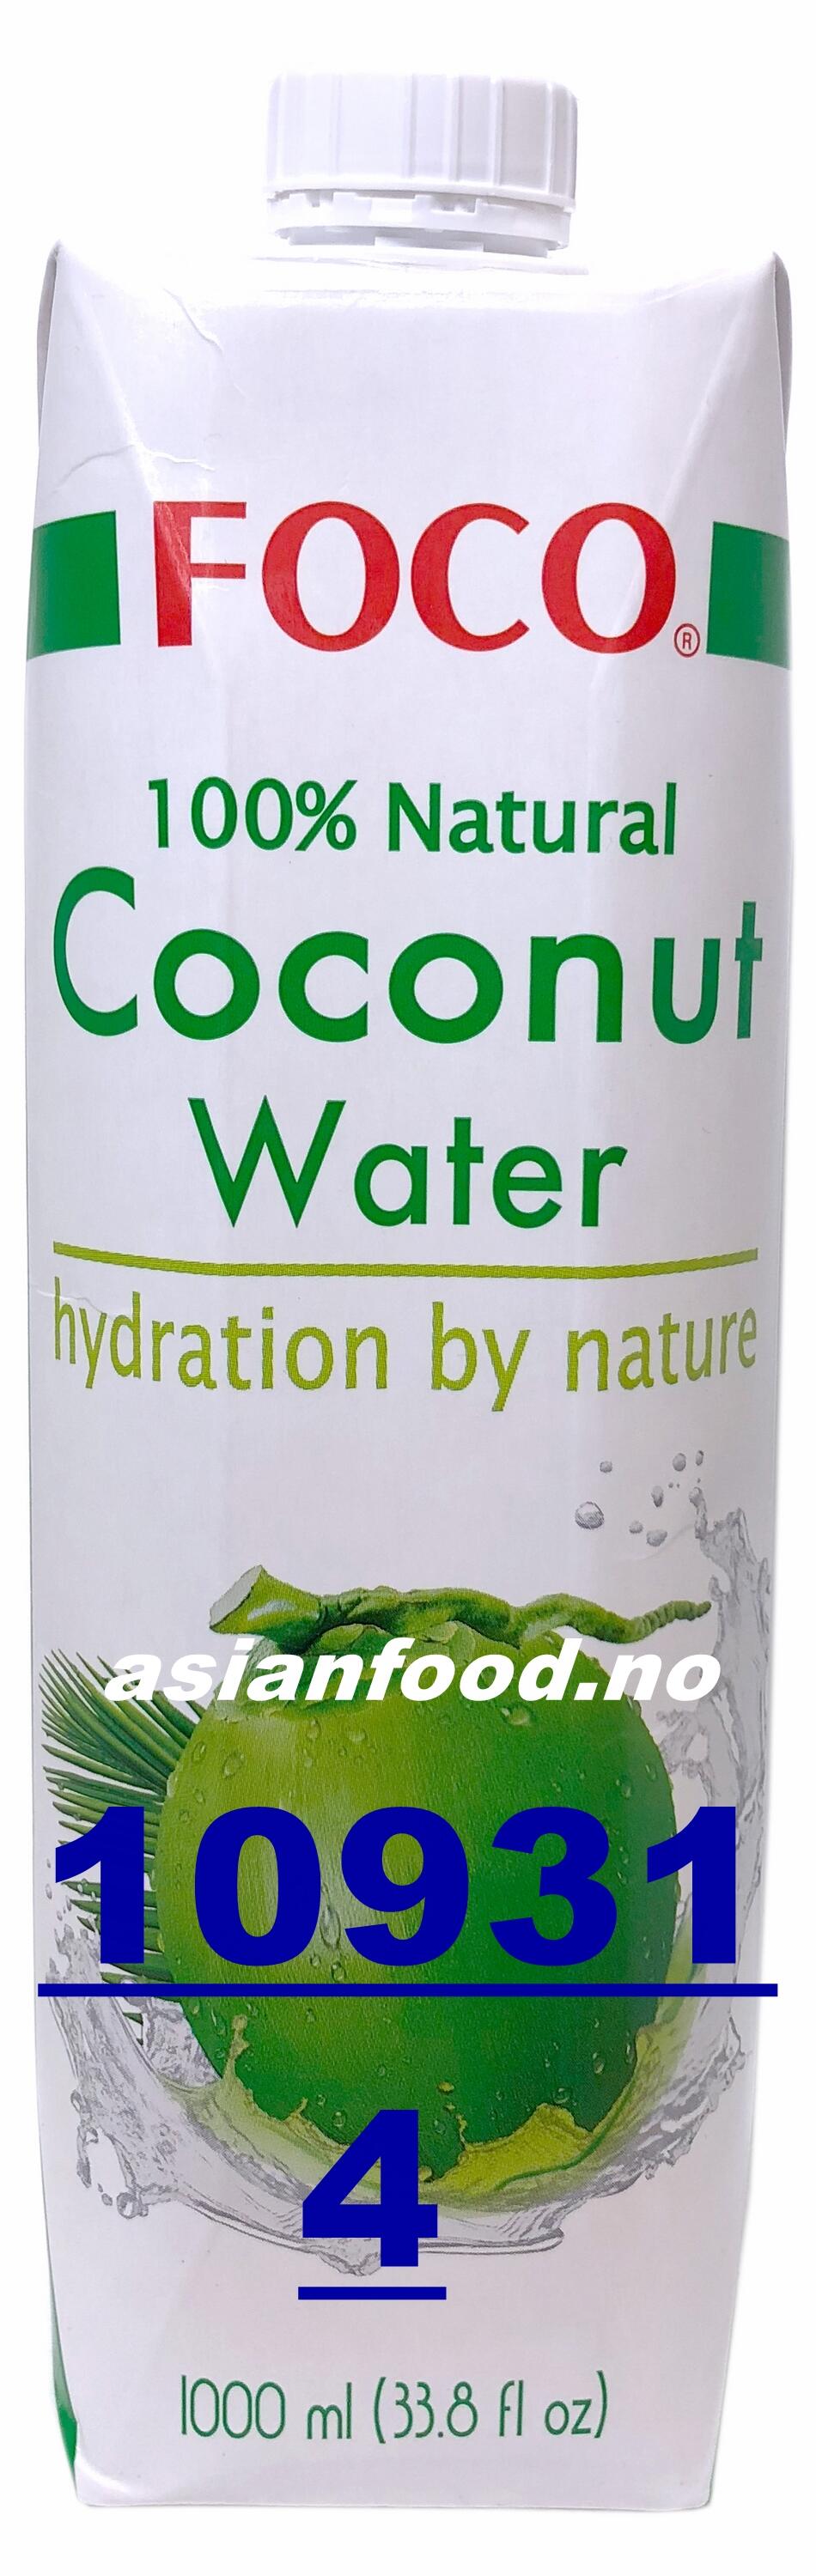 FOCO®
100% Natural
Coconut
Water
hydration by nature
asianfood.no
10931
4
1000 ml (33.8 fl oz)